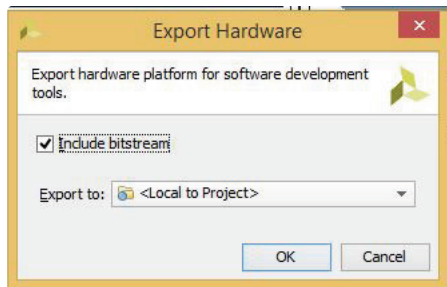 Export Hardware
Export hardware platform for software development
tools.
Include bitstream
Export to: <Local to Project>
OK Cancel